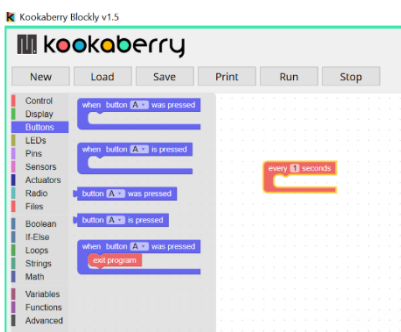 Kookaberry Blockly v1.5
kookaberry
New Load Save Print Run Stop
Control
Display
Buttons
LEDs
Pins
Sensors
Actuators
Radio
Files
Boolean
If-Else
Loops
Strings
Math
Variables
Functions
Advanced
when button A was pressed
when button A is pressed
button A was pressed
button A is pressed
when button A was pressed
exit program
every 1 seconds